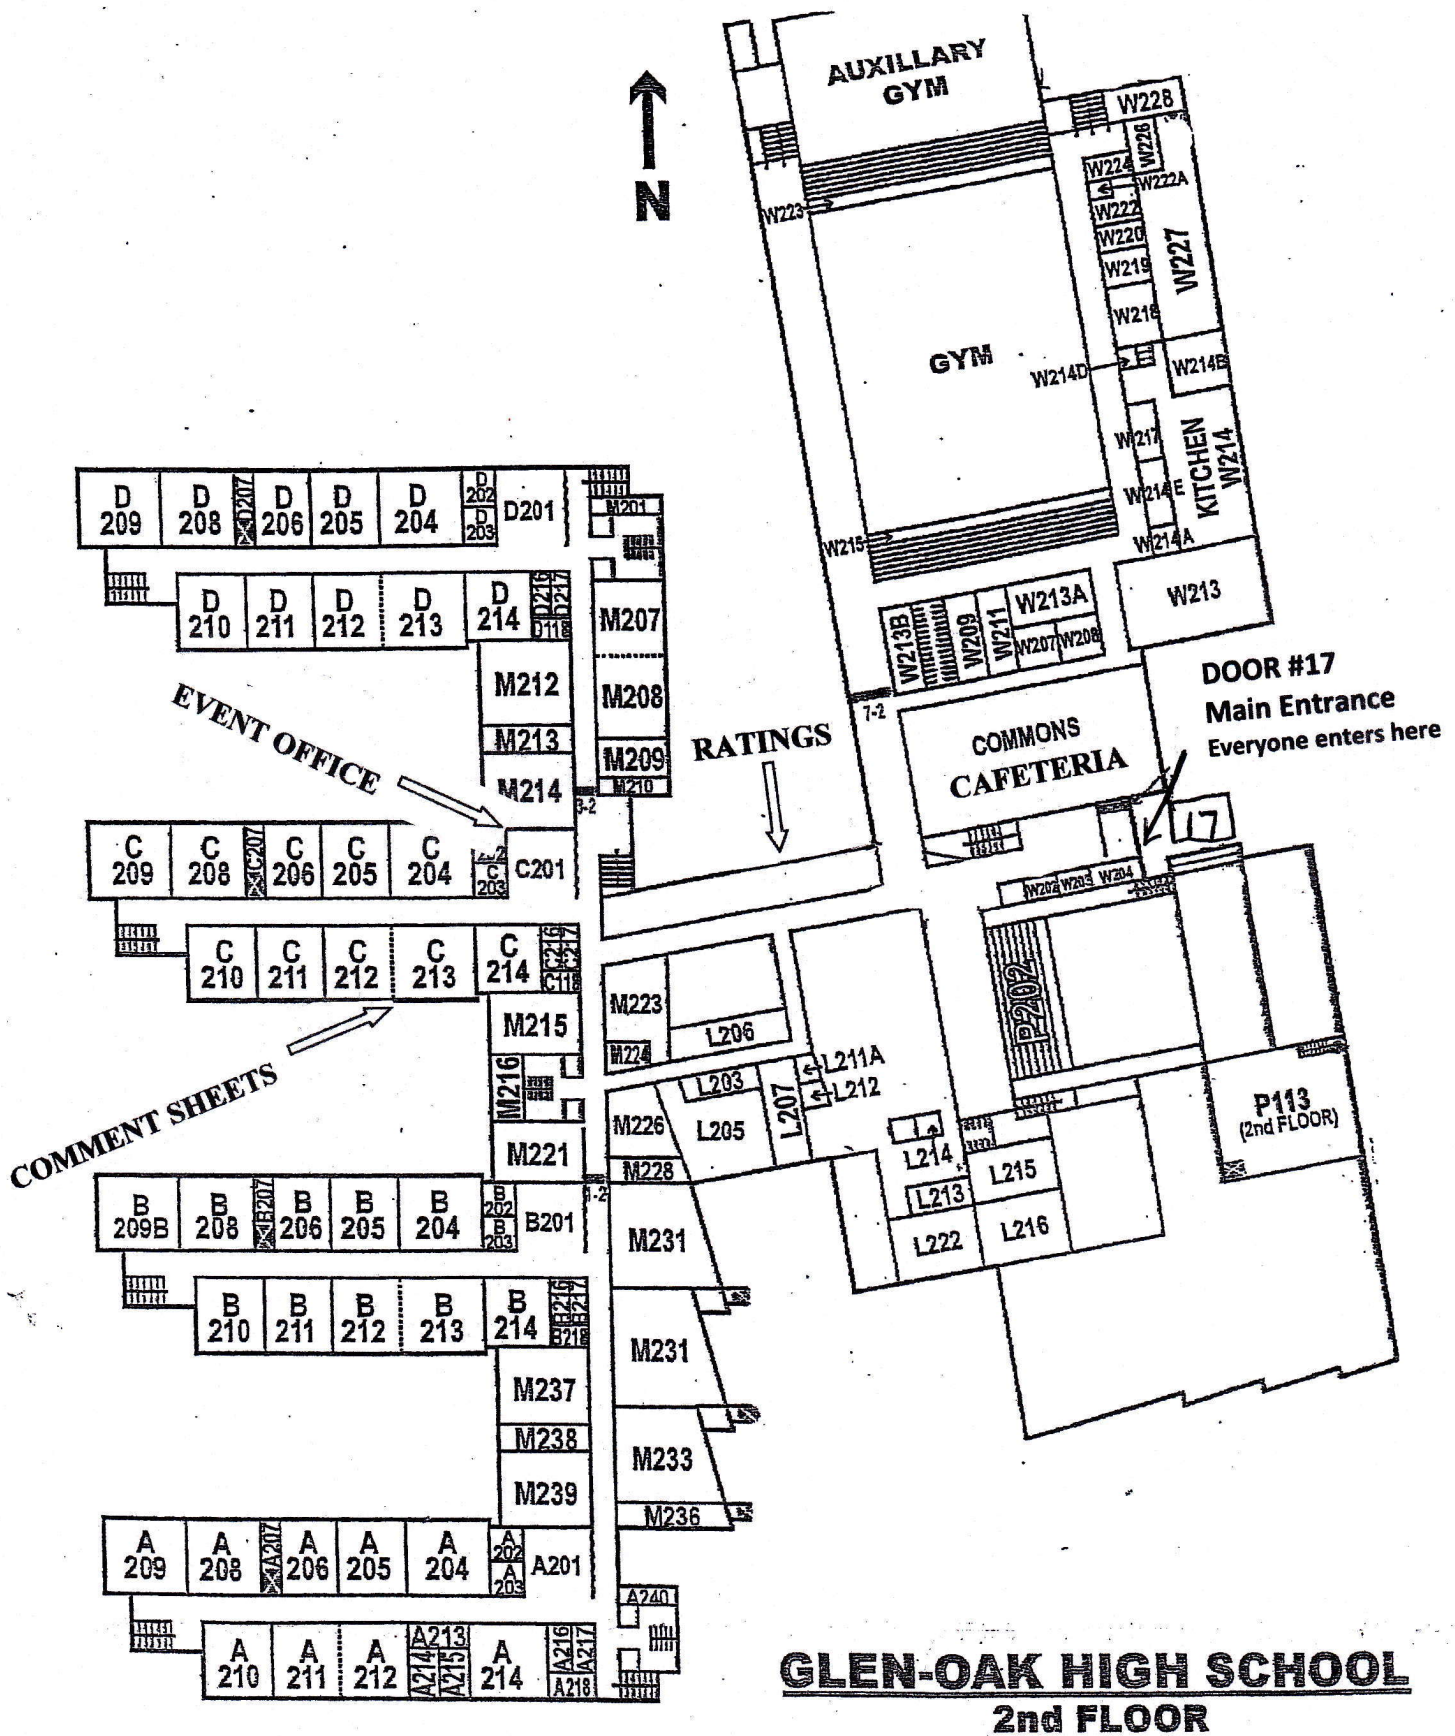 AUXILLARY
GYM
W228
W226
W224
W222A
W223
W222
W220
W227
W219
W218
GYM
W214D
W214B
W217
KITCHEN
W214
W214E
W215
W214A
W213
W213A
W213B
W209
W211
W207
W208
N
D
209
D
208
D207
D
206
D
205
D
204
D
202
D
203
D201
M201
D
210
D
211
D
212
D
213
D
214
D216
D217
D118
M207
M212
M208
M213
M209
M214
M210
3-2
EVENT OFFICE
RATINGS
7-2
COMMONS
CAFETERIA
DOOR #17
Main Entrance
Everyone enters here
17
W202
W203
W204
C
209
C
208
C207
C
206
C
205
C
204
C
203
C201
C
210
C
211
C
212
C
213
C
214
C216
C217
C118
M215
M216
M221
COMMENT SHEETS
M223
M224
L206
L203
L205
L207
L211A
L212
M226
M228
P202
P113
(2nd FLOOR)
L214
L213
L215
L222
L216
B
209B
B
208
B207
B
206
B
205
B
204
B
202
B
203
B201
M231
B
210
B
211
B
212
B
213
B
214
B216
B217
B218
M231
M237
M238
M239
M233
M236
A
209
A
208
A207
A
206
A
205
A
204
A
202
A
203
A201
A240
A
210
A
211
A
212
A213
A214
A215
A
214
A216
A217
A218
GLEN-OAK HIGH SCHOOL
2nd FLOOR